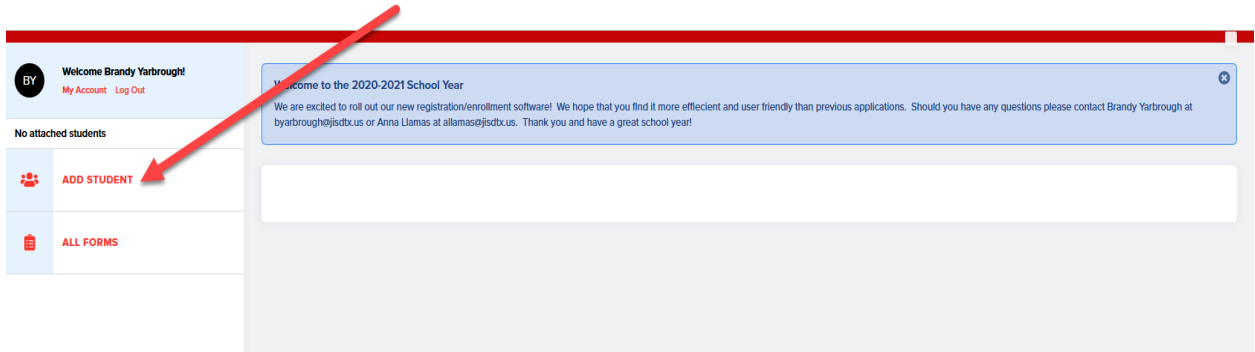 BY
Welcome Brandy Yarbrough!
My Account Log Out
No attached students
ADD STUDENT
ALL FORMS
Welcome to the 2020-2021 School Year
We are excited to roll out our new registration/enrollment software! We hope that you find it more effecient and user friendly than previous applications. Should you have any questions please contact Brandy Yarbrough at
byarbrough@jisdtx.us or Anna Llamas at allamas@jisdtx.us. Thank you and have a great school year!